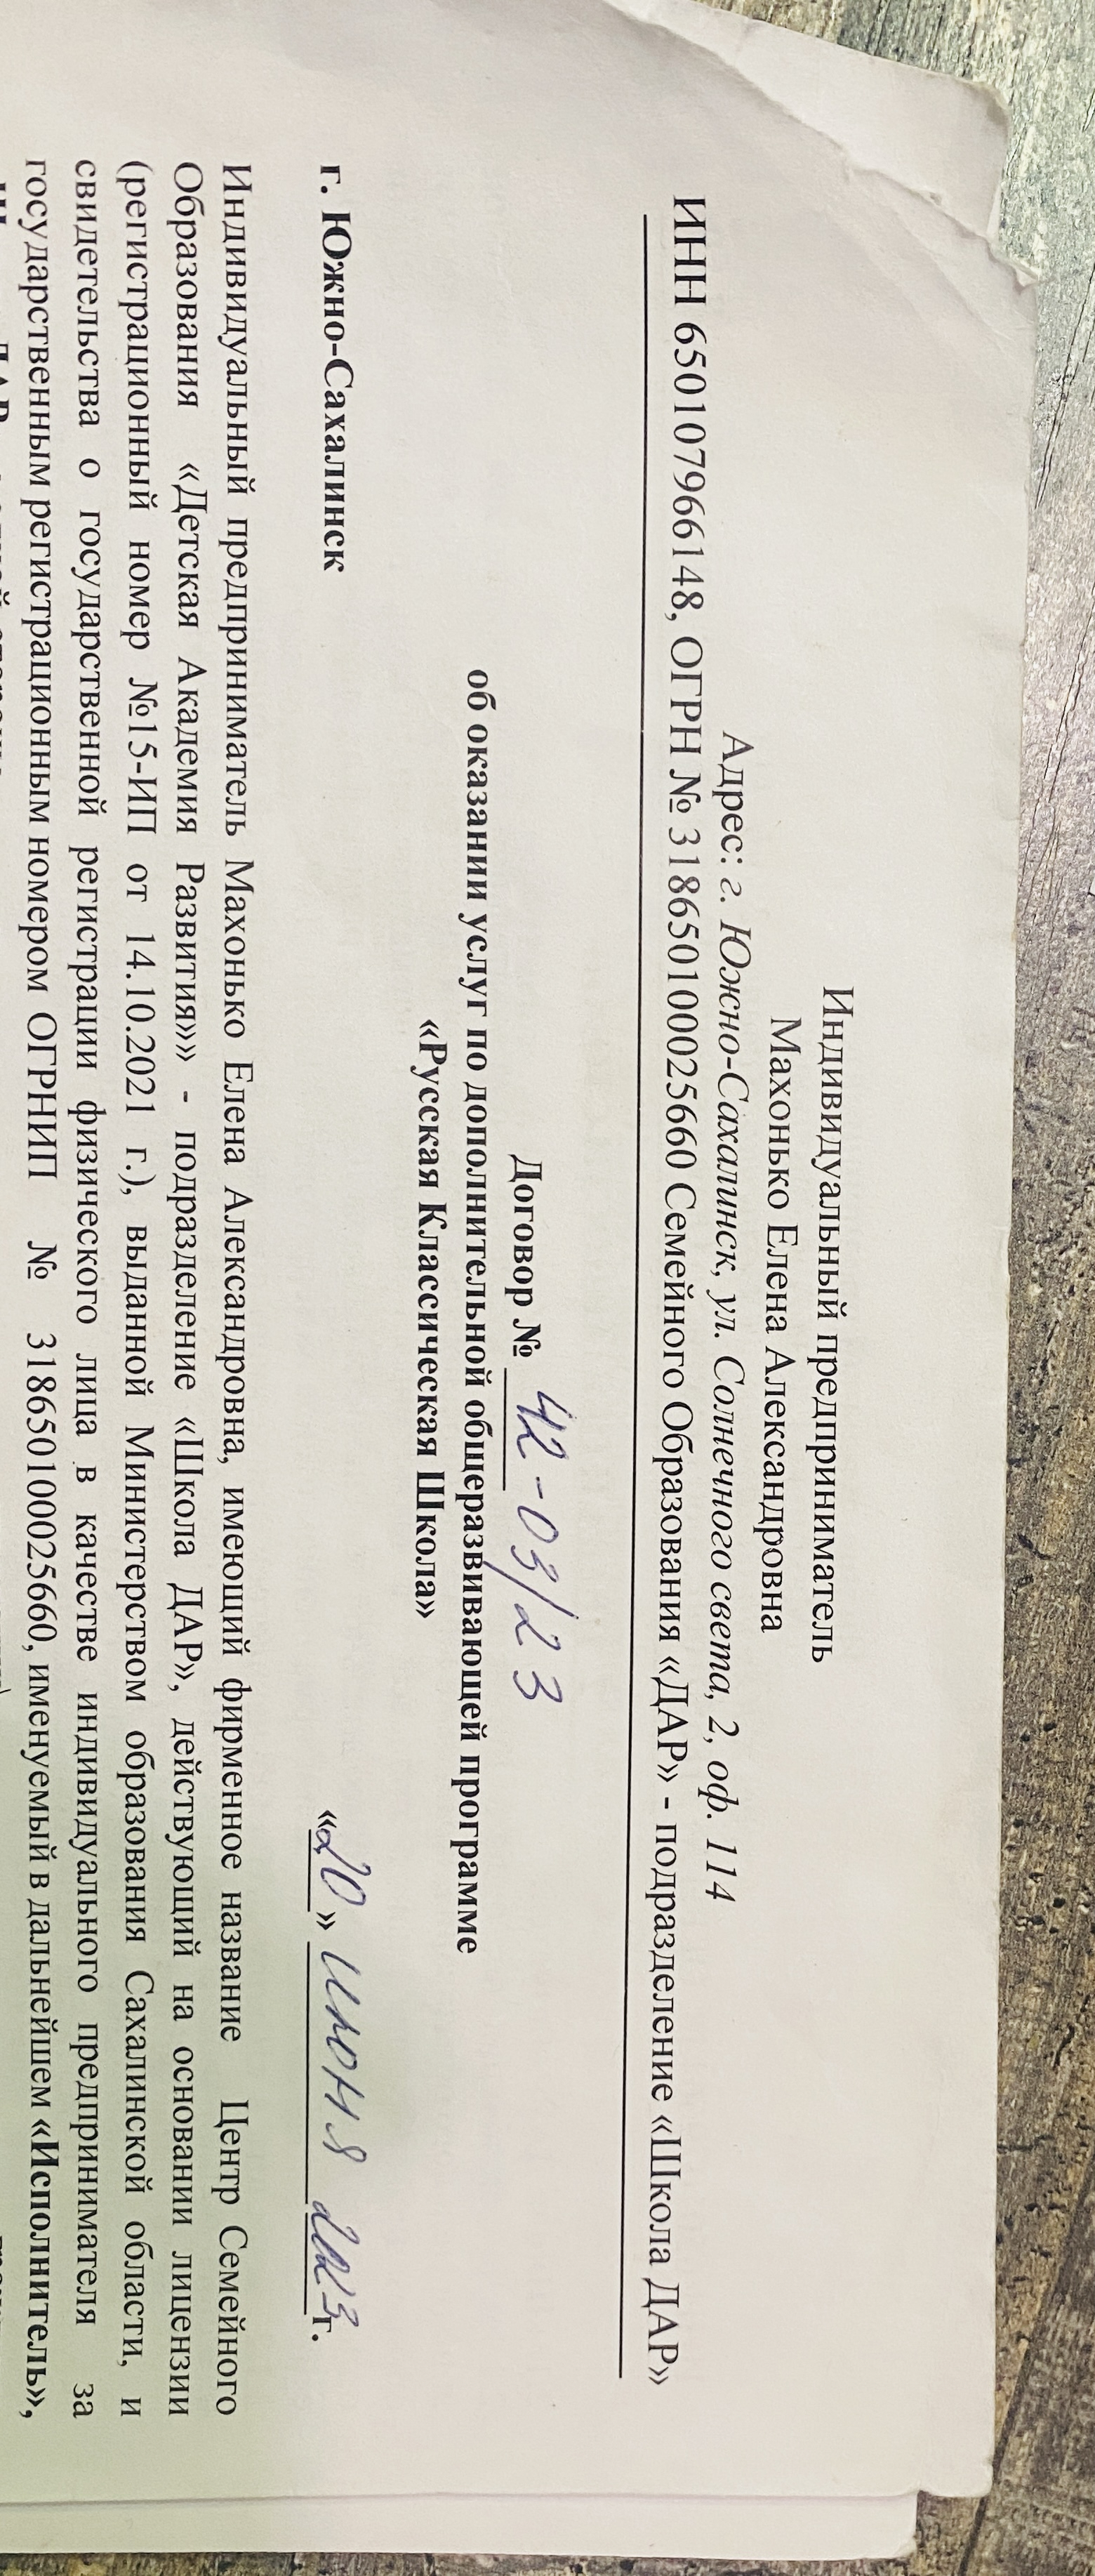 Индивидуальный предприниматель
Махонько Елена Александровна
Адрес: г. Южно-Сахалинск, ул. Солнечного света, 2, оф. 114
ИНН 650107966148, ОГРН № 318650100025660 Семейного Образования «ДАР» - подразделение «Школа ДАР»
Договор № 42-03/23
об оказании услуг по дополнительной общеразвивающей программе
«Русская Классическая Школа»
г. Южно-Сахалинск «20» июня 2023г.
Индивидуальный предприниматель Махонько Елена Александровна, имеющий фирменное название Центр Семейного
Образования «Детская Академия Развития»» - подразделение «Школа ДАР», действующий на основании лицензии
(регистрационный номер №15-ИП от 14.10.2021 г.), выданной Министерством образования Сахалинской области, и
свидетельства о государственной регистрации физического лица в качестве индивидуального предпринимателя за
государственным регистрационным номером ОГРНИП № 318650100025660, именуемый в дальнейшем «Исполнитель»,